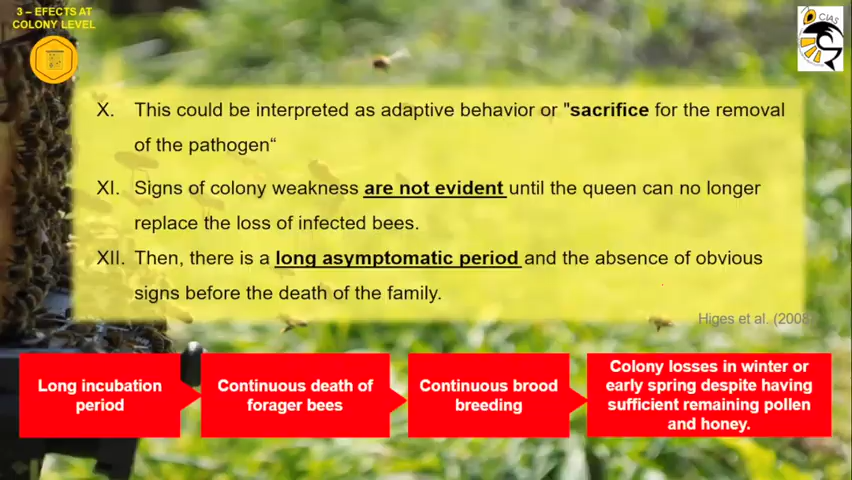 3 – EFECTS AT
COLONY LEVEL
CIAS
X. This could be interpreted as adaptive behavior or "sacrifice for the removal
of the pathogen“
XI. Signs of colony weakness are not evident until the queen can no longer
replace the loss of infected bees.
XII. Then, there is a long asymptomatic period and the absence of obvious
signs before the death of the family.
Higes et al. (2008)
Long incubation
period
Continuous death of
forager bees
Continuous brood
breeding
Colony losses in winter or
early spring despite having
sufficient remaining pollen
and honey.